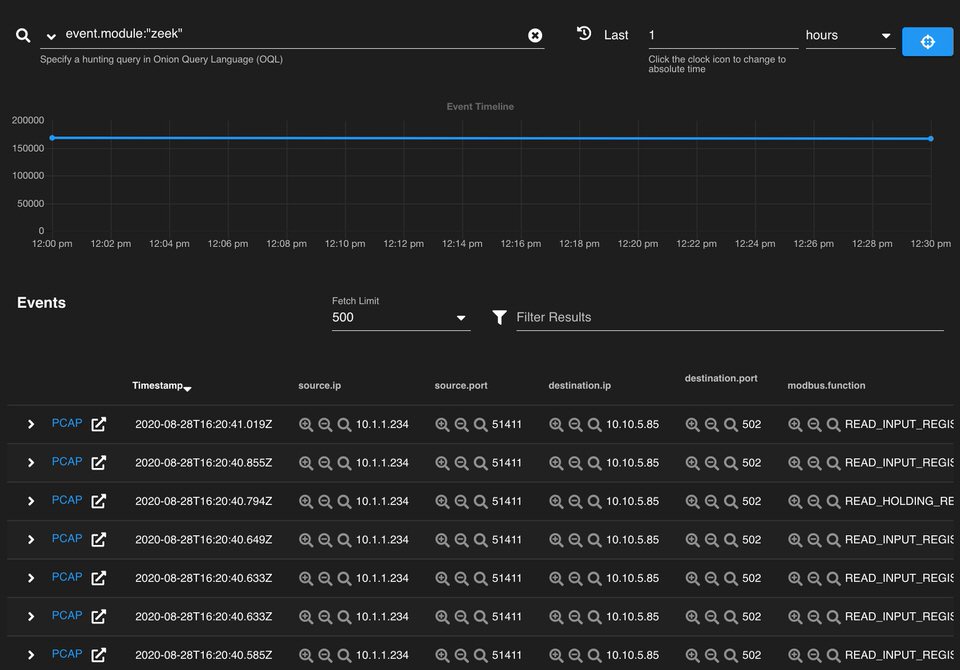 event.module:"zeek"
Last 1 hours
Specify a hunting query in Onion Query Language (OQL)
Click the clock icon to change to
absolute time
Event Timeline
200000
150000
100000
50000
0
12:00 pm 12:02 pm 12:04 pm 12:06 pm 12:08 pm 12:10 pm 12:12 pm 12:14 pm 12:16 pm 12:18 pm 12:20 pm 12:22 pm 12:24 pm 12:26 pm 12:28 pm 12:30 pm
Events
Fetch Limit
500
Filter Results
Timestamp source.ip source.port destination.ip destination.port modbus.function
PCAP 2020-08-28T16:20:41.019Z 10.1.1.234 51411 10.10.5.85 502 READ_INPUT_REGIS
PCAP 2020-08-28T16:20:40.855Z 10.1.1.234 51411 10.10.5.85 502 READ_INPUT_REGIS
PCAP 2020-08-28T16:20:40.794Z 10.1.1.234 51411 10.10.5.85 502 READ_HOLDING_RE
PCAP 2020-08-28T16:20:40.649Z 10.1.1.234 51411 10.10.5.85 502 READ_INPUT_REGIS
PCAP 2020-08-28T16:20:40.633Z 10.1.1.234 51411 10.10.5.85 502 READ_INPUT_REGIS
PCAP 2020-08-28T16:20:40.633Z 10.1.1.234 51411 10.10.5.85 502 READ_INPUT_REGIS
PCAP 2020-08-28T16:20:40.585Z 10.1.1.234 51411 10.10.5.85 502 READ_INPUT_REGIS